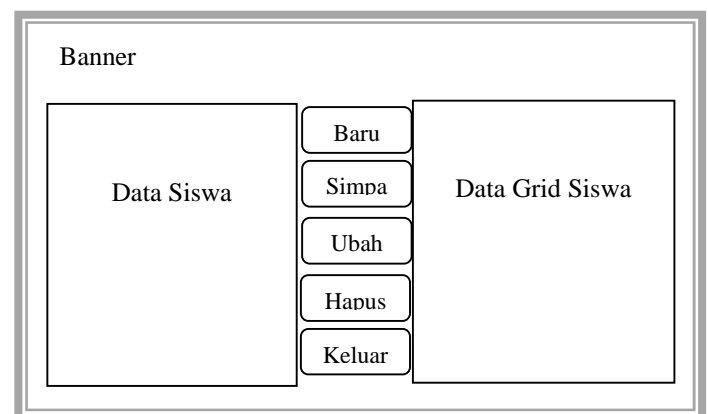 Banner
Data Siswa
Baru
Simpa
Ubah
Hapus
Keluar
Data Grid Siswa